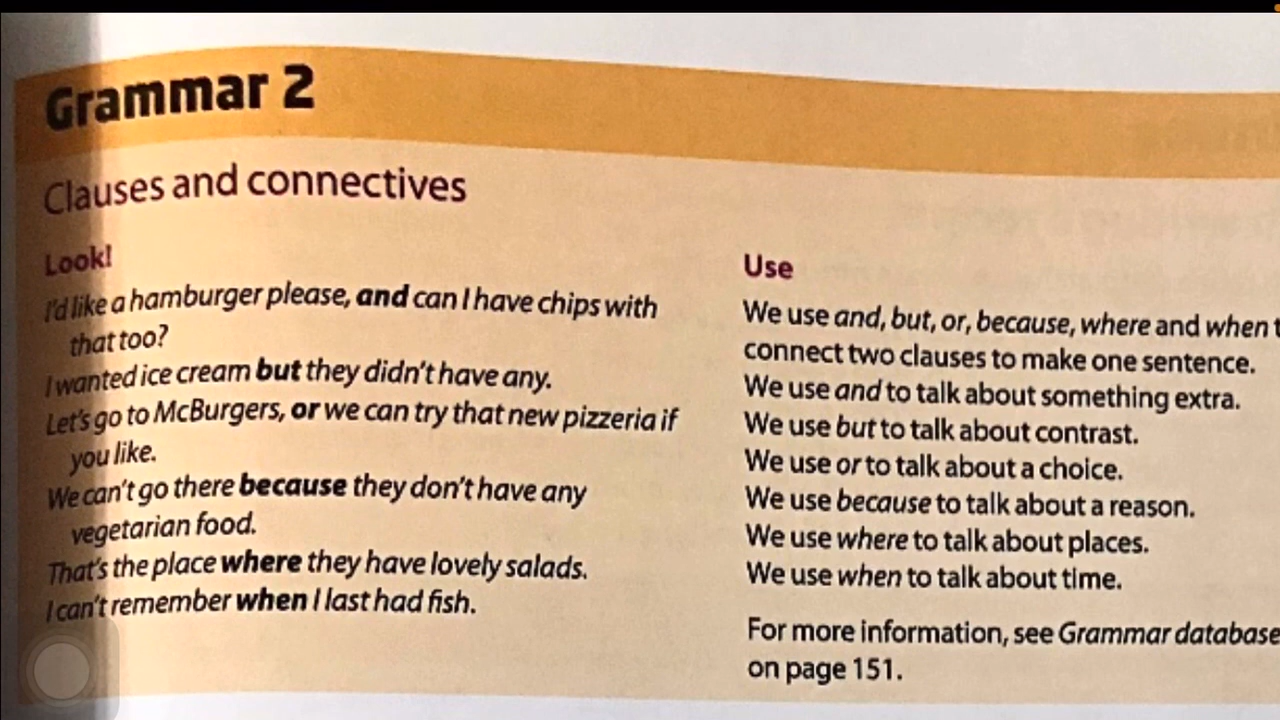 Grammar 2
Clauses and connectives
Look!
I'd like a hamburger please, and can I have chips with
that too?
I wanted ice cream but they didn't have any.
Let's go to McBurgers, or we can try that new pizzeria if
you like.
We can't go there because they don't have any
vegetarian food.
That's the place where they have lovely salads.
I can't remember when I last had fish.
Use
We use and, but, or, because, where and when t
connect two clauses to make one sentence.
We use and to talk about something extra.
We use but to talk about contrast.
We use or to talk about a choice.
We use because to talk about a reason.
We use where to talk about places.
We use when to talk about time.
For more information, see Grammar database
on page 151.